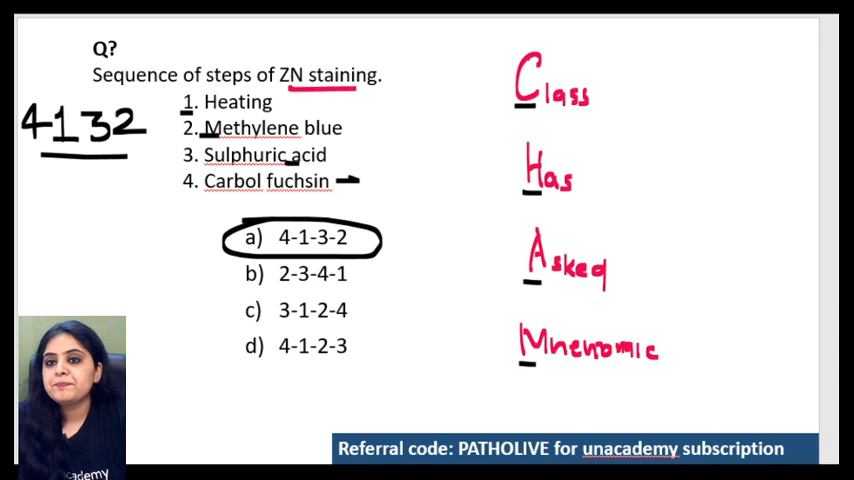 Q?
Sequence of steps of ZN staining.
4132
1. Heating
2. Methylene blue
3. Sulphuric acid
4. Carbol fuchsin
a) 4-1-3-2
b) 2-3-4-1
c) 3-1-2-4
d) 4-1-2-3
Class
Has
Asked
Mnenomic
cademy
Referral code: PATHOLIVE for unacademy subscription